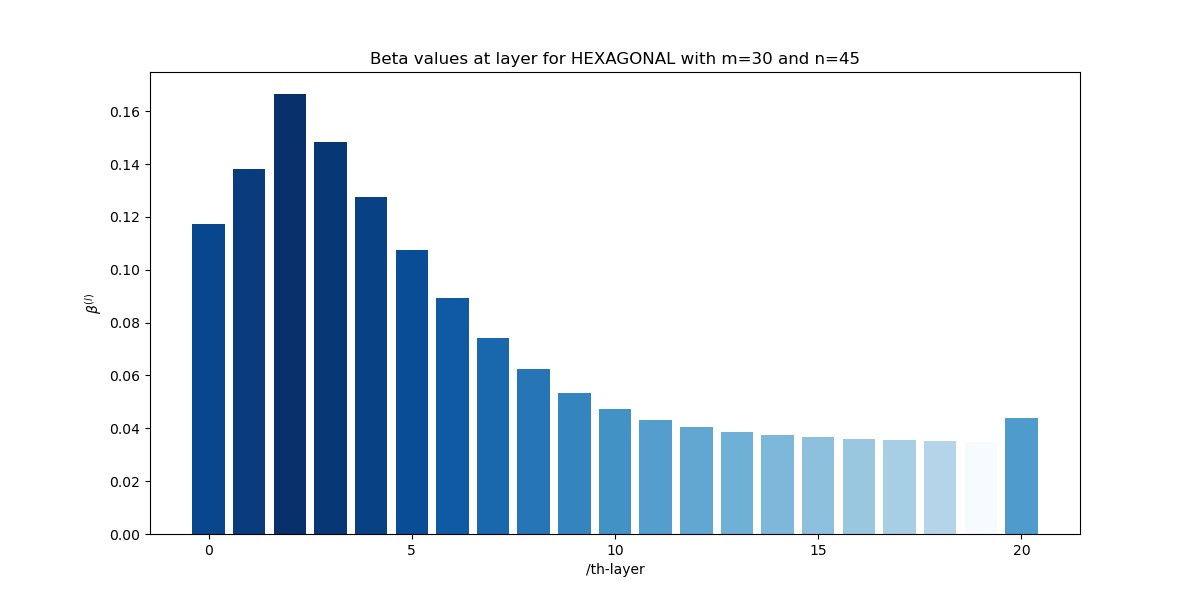 Beta values at layer for HEXAGONAL with m=30 and n=45
0.16
0.14
0.12
0.10
0.08
0.06
0.04
0.02
0.00
β⁽ˡ⁾
0 5 10 15 20
/th-layer